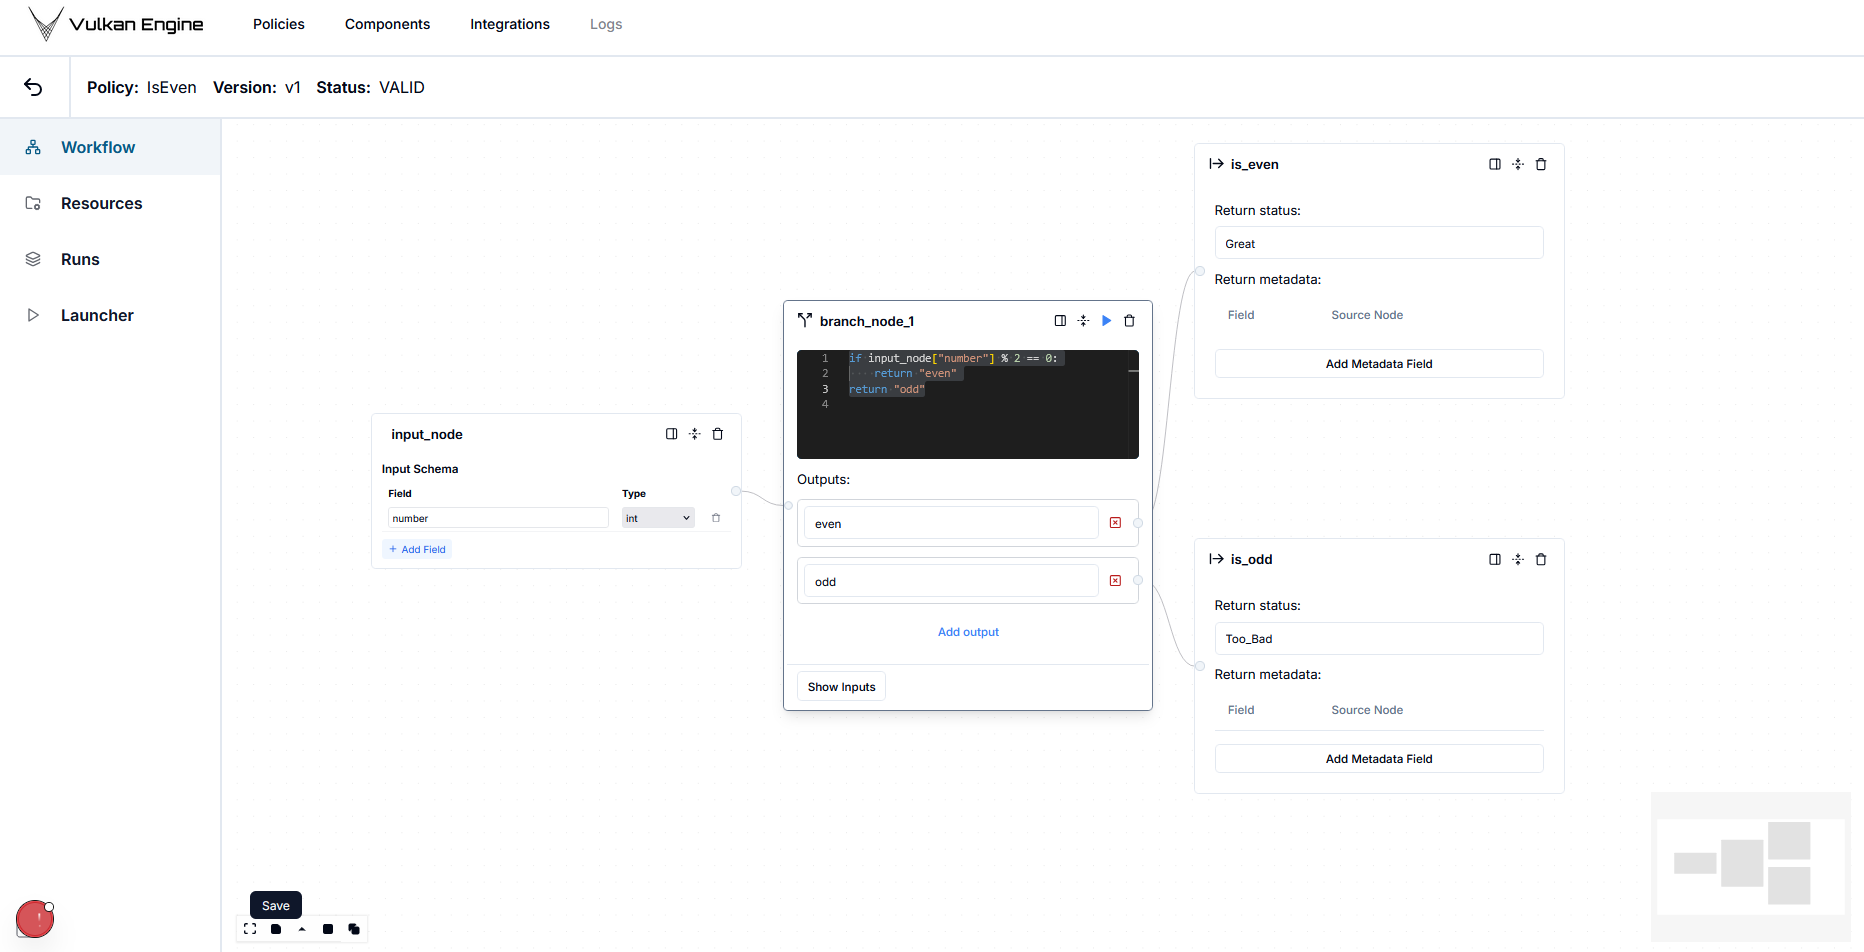 Vulkan Engine
Policies Components Integrations Logs
Policy: IsEven Version: v1 Status: VALID
Workflow
Resources
Runs
Launcher
input_node
Input Schema
Field Type
number int
+ Add Field
branch_node_1
1 if input_node["number"] % 2 == 0:
2 ····return "even"
3 return "odd"
4
Outputs:
even
odd
Add output
Show Inputs
is_even
Return status:
Great
Return metadata:
Field Source Node
Add Metadata Field
is_odd
Return status:
Too_Bad
Return metadata:
Field Source Node
Add Metadata Field
Save